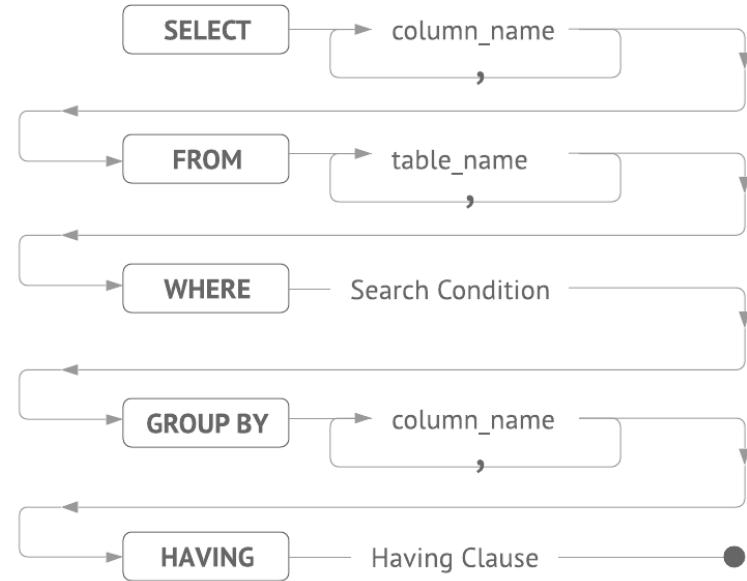 SELECT column_name
,
FROM table_name
,
WHERE Search Condition
GROUP BY column_name
,
HAVING Having Clause